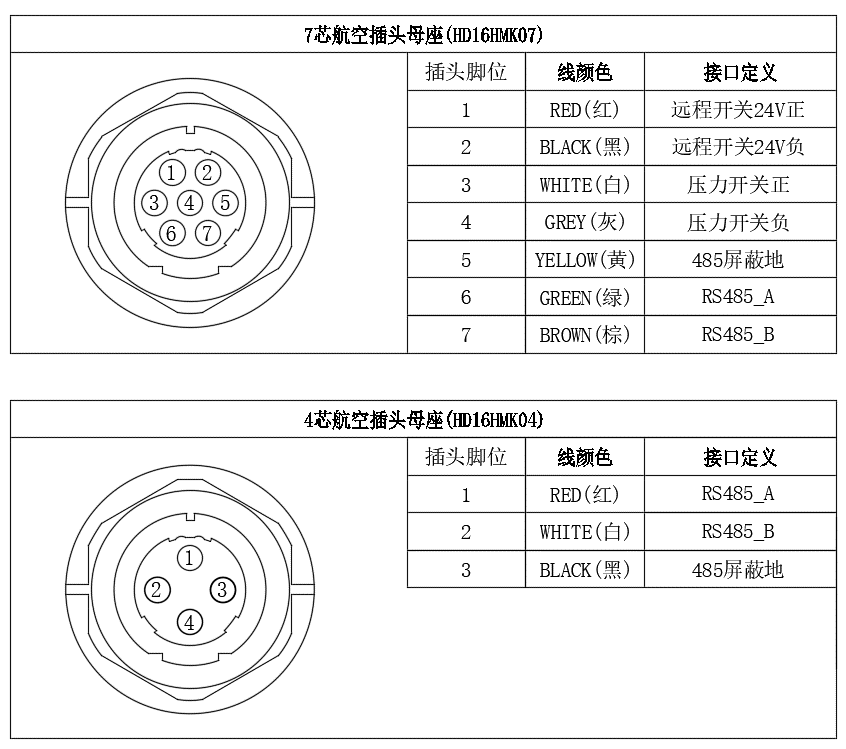 7芯航空插头母座(HD16HMK07)
插头脚位 线颜色 接口定义
1 RED(红) 远程开关24V正
2 BLACK(黑) 远程开关24V负
3 WHITE(白) 压力开关正
4 GREY(灰) 压力开关负
5 YELLOW(黄) 485屏蔽地
6 GREEN(绿) RS485_A
7 BROWN(棕) RS485_B
1 2
3 4 5
6 7
4芯航空插头母座(HD16HMK04)
插头脚位 线颜色 接口定义
1 RED(红) RS485_A
2 WHITE(白) RS485_B
3 BLACK(黑) 485屏蔽地
1
2 3
4